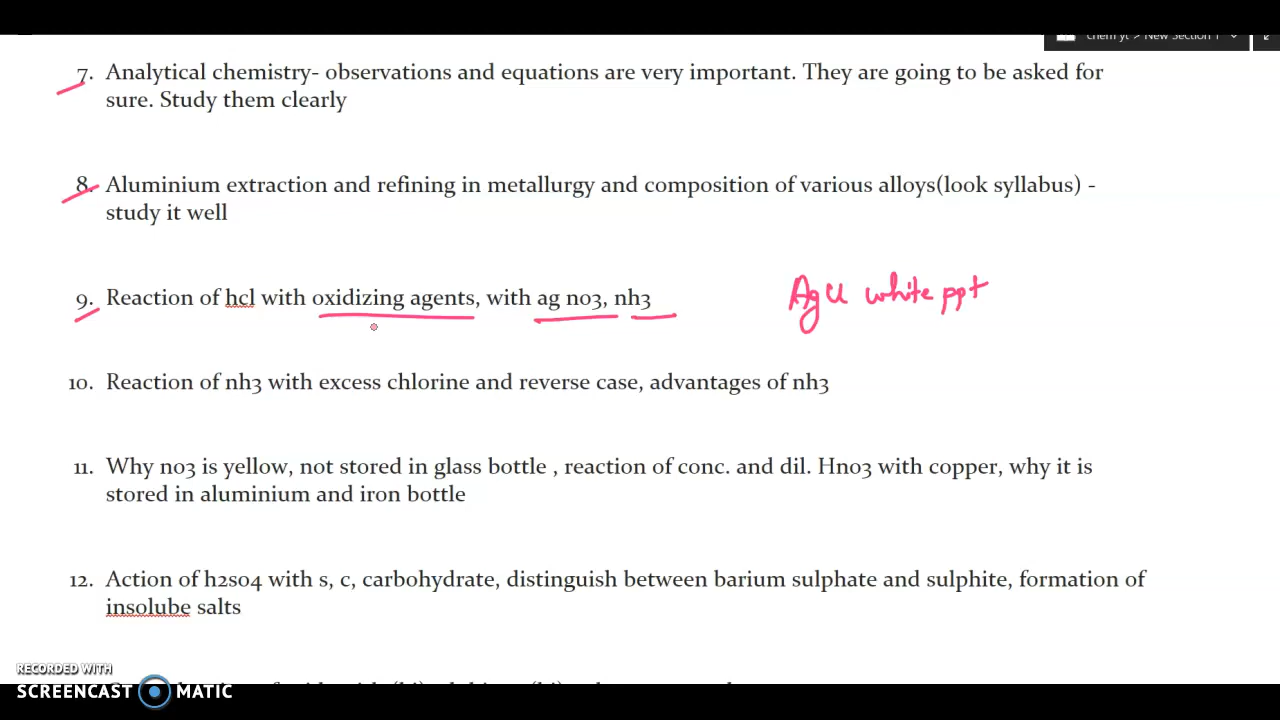 chem yt > New Section 1
7. Analytical chemistry- observations and equations are very important. They are going to be asked for
sure. Study them clearly
8. Aluminium extraction and refining in metallurgy and composition of various alloys(look syllabus) -
study it well
9. Reaction of hcl with oxidizing agents, with ag no3, nh3
AgCl white ppt
10. Reaction of nh3 with excess chlorine and reverse case, advantages of nh3
11. Why no3 is yellow, not stored in glass bottle , reaction of conc. and dil. Hno3 with copper, why it is
stored in aluminium and iron bottle
12. Action of h2so4 with s, c, carbohydrate, distinguish between barium sulphate and sulphite, formation of
insolube salts
RECORDED WITH
SCREENCAST MATIC